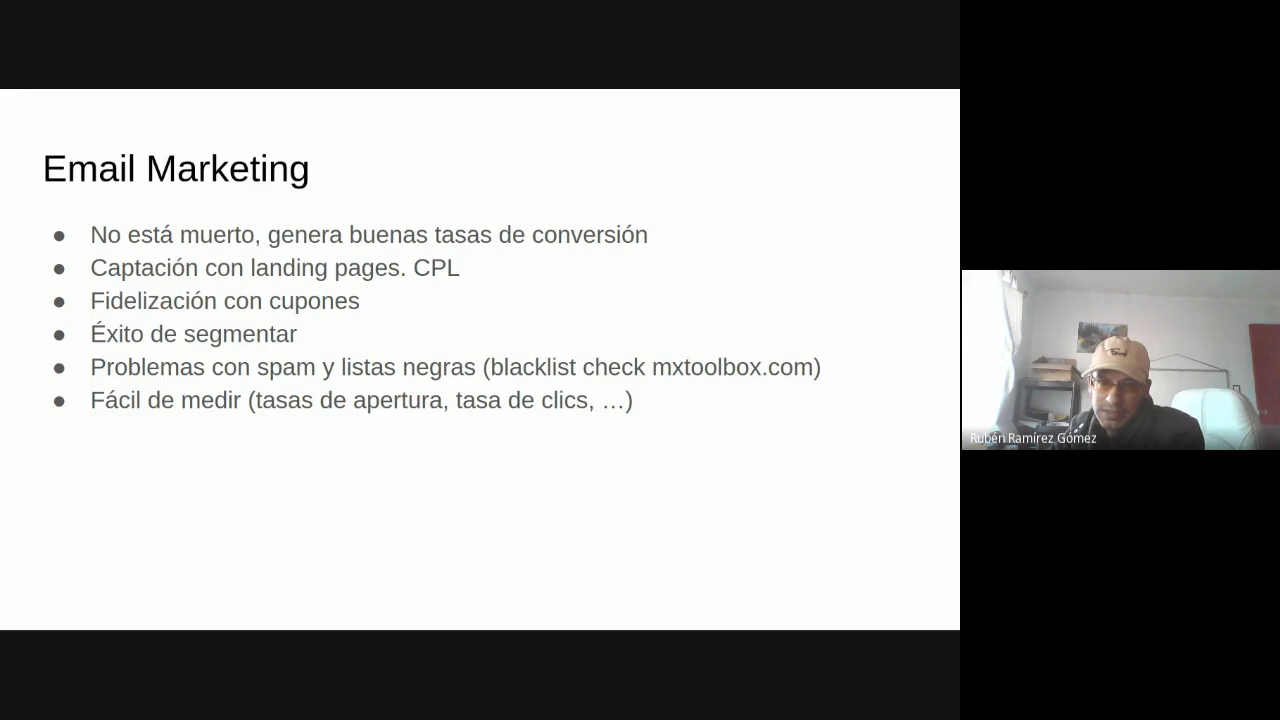 Email Marketing
● No está muerto, genera buenas tasas de conversión
● Captación con landing pages. CPL
● Fidelización con cupones
● Éxito de segmentar
● Problemas con spam y listas negras (blacklist check mxtoolbox.com)
● Fácil de medir (tasas de apertura, tasa de clics, …)
Rubén Ramírez Gómez